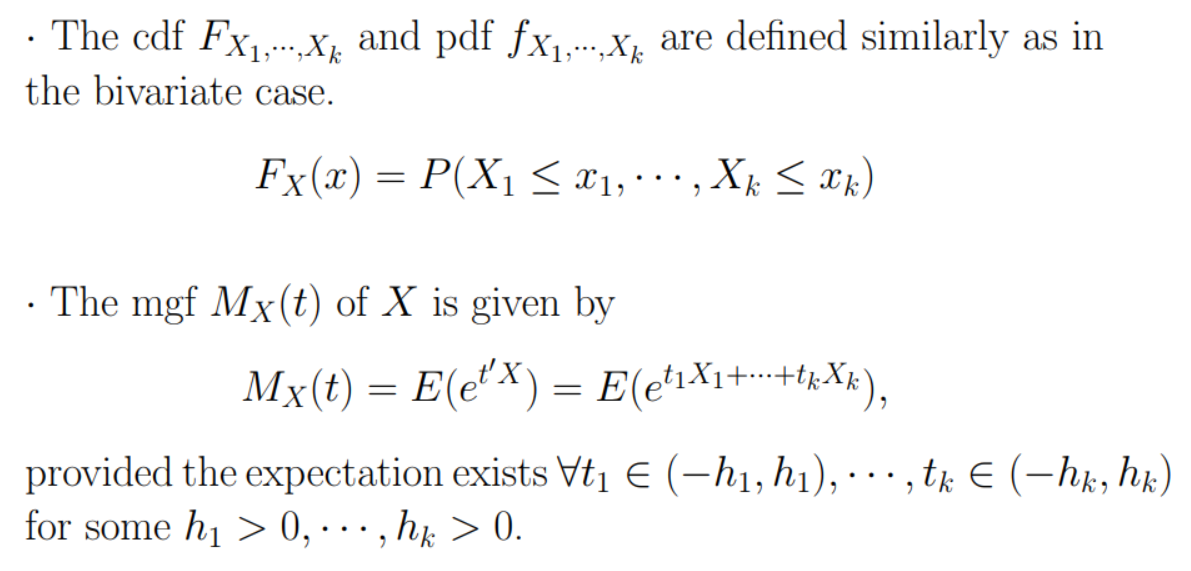 · The cdf F_{X_1,⋯,X_k} and pdf f_{X_1,⋯,X_k} are defined similarly as in
the bivariate case.
F_X(x) = P(X_1 ≤ x_1, ⋯ , X_k ≤ x_k)
· The mgf M_X(t) of X is given by
M_X(t) = E(e^{t′X}) = E(e^{t_1X_1+⋯+t_kX_k}),
provided the expectation exists ∀t_1 ∈ (−h_1, h_1), ⋯ , t_k ∈ (−h_k, h_k)
for some h_1 > 0, ⋯ , h_k > 0.